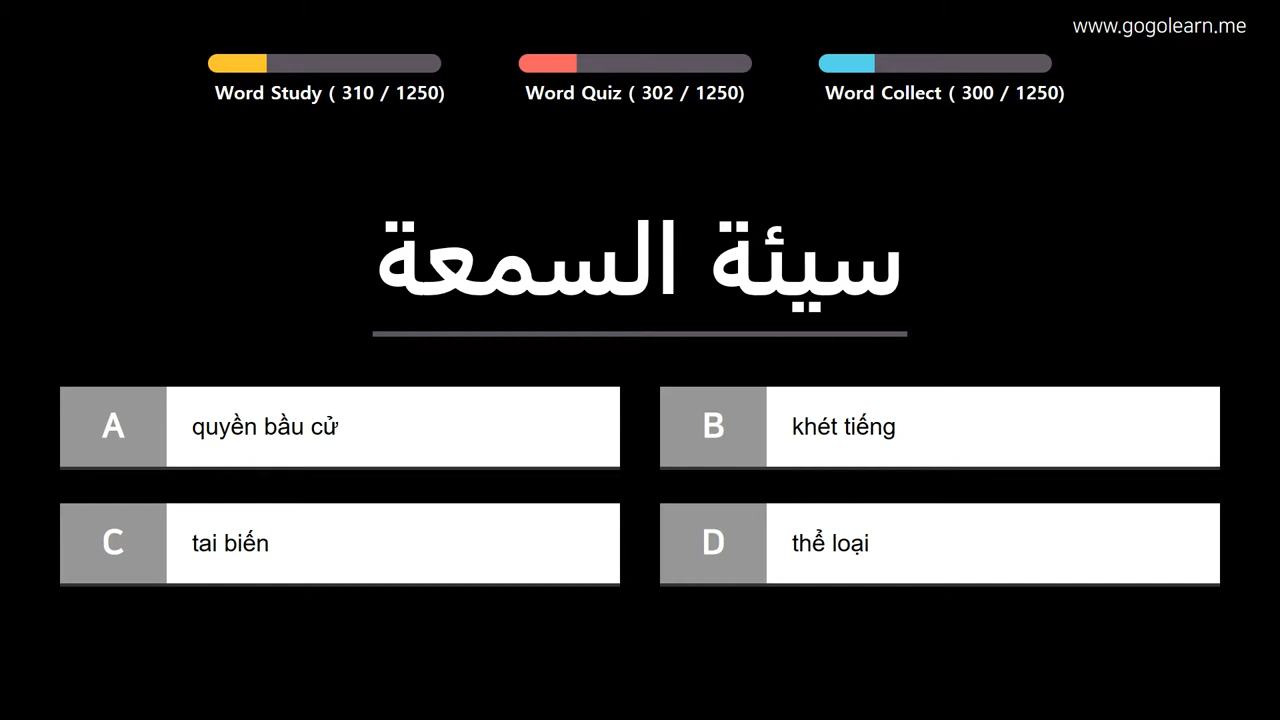 www.gogolearn.me
Word Study ( 310 / 1250)
Word Quiz ( 302 / 1250)
Word Collect ( 300 / 1250)
سيئة السمعة
A
quyền bầu cử
B
khét tiếng
C
tai biến
D
thể loại